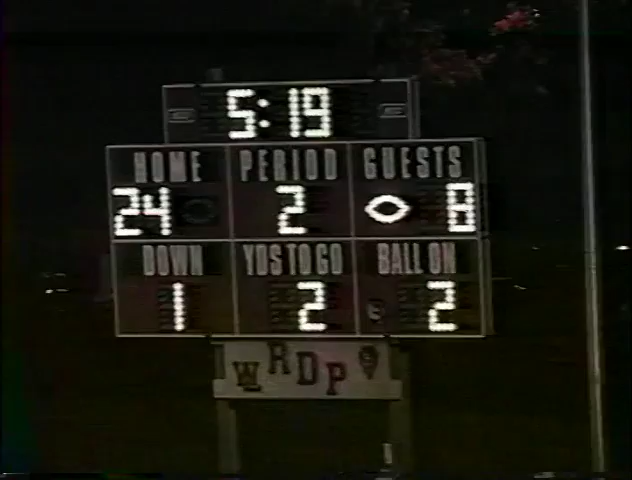 5:19
HOME PERIOD GUESTS
24 2 8
DOWN YDS TO GO BALL ON
1 2 2
WRDP